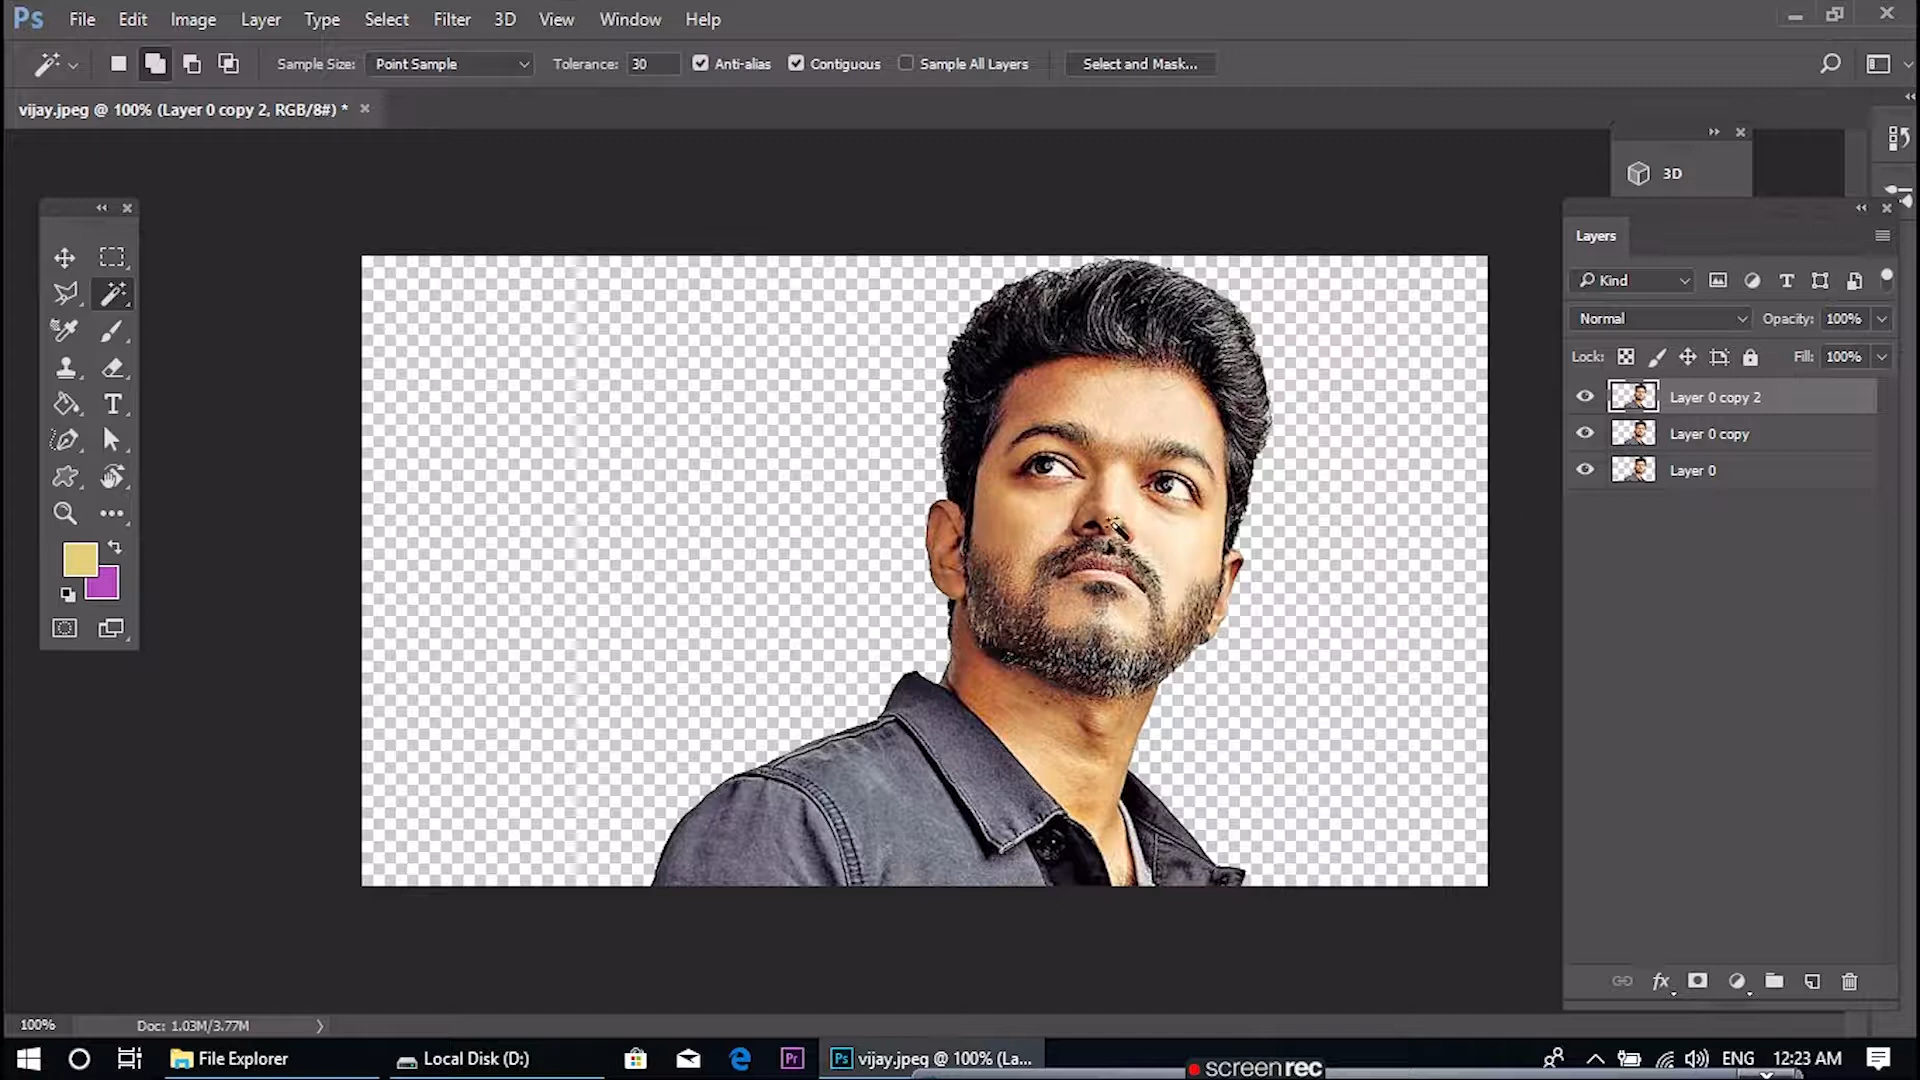 Ps File Edit Image Layer Type Select Filter 3D View Window Help
Sample Size: Point Sample Tolerance: 30 Anti-alias Contiguous Sample All Layers Select and Mask...
vijay.jpeg @ 100% (Layer 0 copy 2, RGB/8#) * ×
3D
Layers
Kind
Normal Opacity: 100%
Lock: Fill: 100%
Layer 0 copy 2
Layer 0 copy
Layer 0
fx
100% Doc: 1.03M/3.77M
File Explorer Local Disk (D:) Pr Ps vijay.jpeg @ 100% (La... ENG 12:23 AM
screenrec